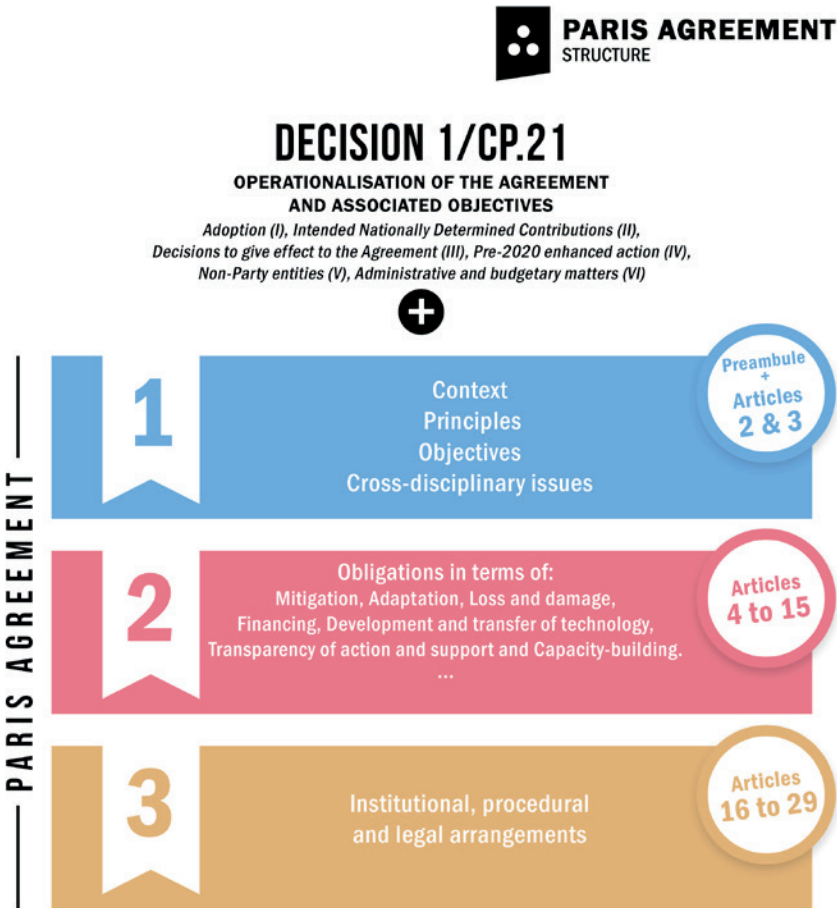 PARIS AGREEMENT
STRUCTURE
DECISION 1/CP.21
OPERATIONALISATION OF THE AGREEMENT
AND ASSOCIATED OBJECTIVES
Adoption (I), Intended Nationally Determined Contributions (II),
Decisions to give effect to the Agreement (III), Pre-2020 enhanced action (IV),
Non-Party entities (V), Administrative and budgetary matters (VI)
+
PARIS AGREEMENT
1
Context
Principles
Objectives
Cross-disciplinary issues
Preambule
+
Articles
2 & 3
2
Obligations in terms of:
Mitigation, Adaptation, Loss and damage,
Financing, Development and transfer of technology,
Transparency of action and support and Capacity-building.
...
Articles
4 to 15
3
Institutional, procedural
and legal arrangements
Articles
16 to 29